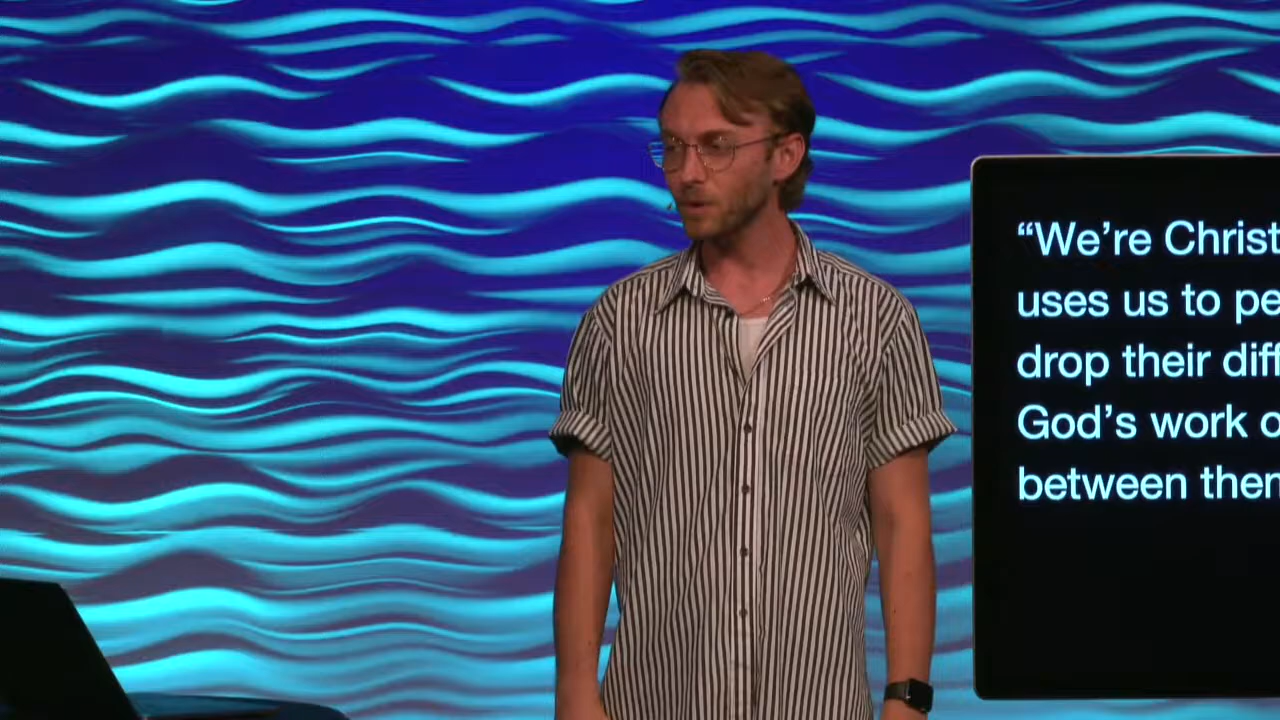 “We’re Christ
uses us to pe
drop their diff
God’s work o
between then